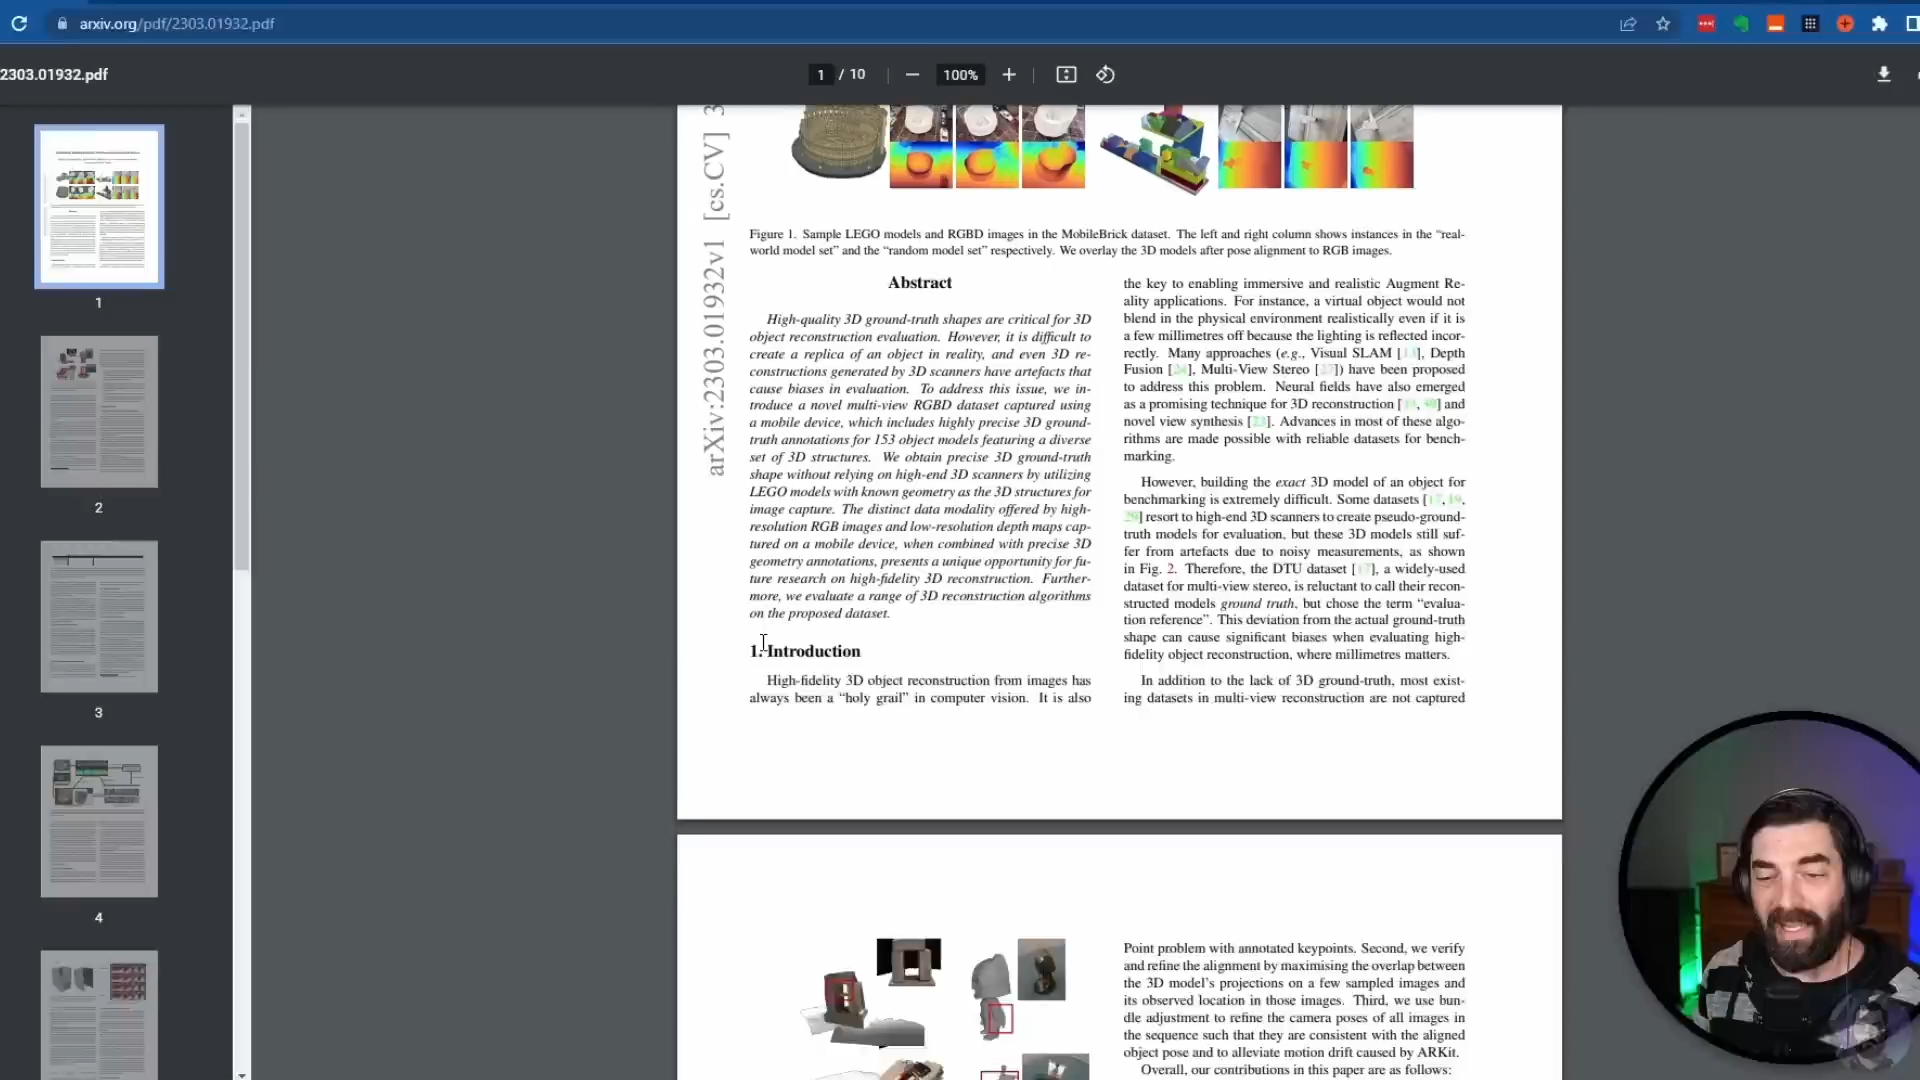 arxiv.org/pdf/2303.01932.pdf
2303.01932.pdf
1 / 10
100%
1
2
3
4
arXiv:2303.01932v1 [cs.CV] 3
Figure 1. Sample LEGO models and RGBD images in the MobileBrick dataset. The left and right column shows instances in the “real-
world model set” and the “random model set” respectively. We overlay the 3D models after pose alignment to RGB images.
Abstract
High-quality 3D ground-truth shapes are critical for 3D
object reconstruction evaluation. However, it is difficult to
create a replica of an object in reality, and even 3D re-
constructions generated by 3D scanners have artefacts that
cause biases in evaluation. To address this issue, we in-
troduce a novel multi-view RGBD dataset captured using
a mobile device, which includes highly precise 3D ground-
truth annotations for 153 object models featuring a diverse
set of 3D structures. We obtain precise 3D ground-truth
shape without relying on high-end 3D scanners by utilizing
LEGO models with known geometry as the 3D structures for
image capture. The distinct data modality offered by high-
resolution RGB images and low-resolution depth maps cap-
tured on a mobile device, when combined with precise 3D
geometry annotations, presents a unique opportunity for fu-
ture research on high-fidelity 3D reconstruction. Further-
more, we evaluate a range of 3D reconstruction algorithms
on the proposed dataset.
1. Introduction
High-fidelity 3D object reconstruction from images has
always been a “holy grail” in computer vision. It is also
the key to enabling immersive and realistic Augment Re-
ality applications. For instance, a virtual object would not
blend in the physical environment realistically even if it is
a few millimetres off because the lighting is reflected incor-
rectly. Many approaches (e.g., Visual SLAM [], Depth
Fusion [], Multi-View Stereo []) have been proposed
to address this problem. Neural fields have also emerged
as a promising technique for 3D reconstruction [, ] and
novel view synthesis []. Advances in most of these algo-
rithms are made possible with reliable datasets for bench-
marking.
However, building the exact 3D model of an object for
benchmarking is extremely difficult. Some datasets [, ,
] resort to high-end 3D scanners to create pseudo-ground-
truth models for evaluation, but these 3D models still suf-
fer from artefacts due to noisy measurements, as shown
in Fig. 2. Therefore, the DTU dataset [], a widely-used
dataset for multi-view stereo, is reluctant to call their recon-
structed models ground truth, but chose the term “evalua-
tion reference”. This deviation from the actual ground-truth
shape can cause significant biases when evaluating high-
fidelity object reconstruction, where millimetres matters.
In addition to the lack of 3D ground-truth, most exist-
ing datasets in multi-view reconstruction are not captured
Point problem with annotated keypoints. Second, we verify
and refine the alignment by maximising the overlap between
the 3D model’s projections on a few sampled images and
its observed location in those images. Third, we use bun-
dle adjustment to refine the camera poses of all images in
the sequence such that they are consistent with the aligned
object pose and to alleviate motion drift caused by ARKit.
Overall, our contributions in this paper are as follows: